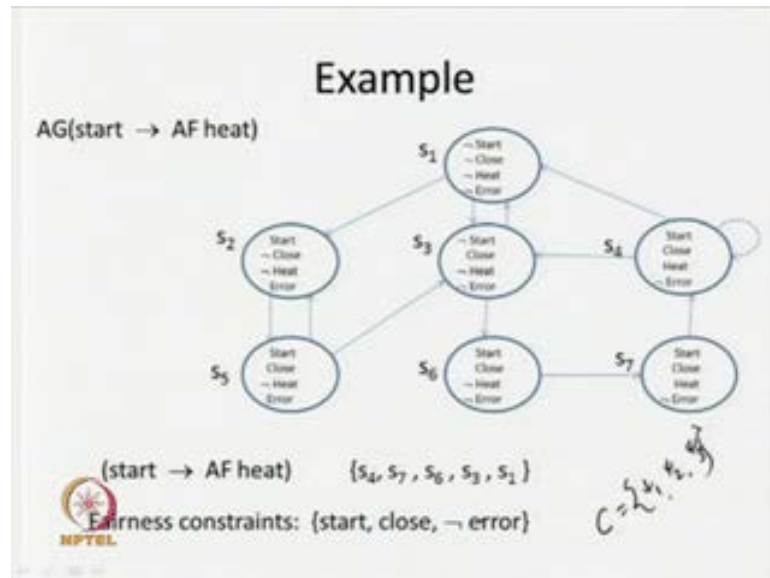 Example
AG(start → AF heat)
S₁
¬ Start
¬ Close
¬ Heat
¬ Error
S₂
Start
¬ Close
¬ Heat
Error
S₃
¬ Start
Close
¬ Heat
¬ Error
S₄
Start
Close
Heat
¬ Error
S₅
Start
Close
¬ Heat
Error
S₆
Start
Close
¬ Heat
¬ Error
S₇
Start
Close
Heat
¬ Error
(start → AF heat) {S₄, S₇, S₆, S₃, S₁}
Fairness constraints: {start, close, ¬ error}
NPTEL